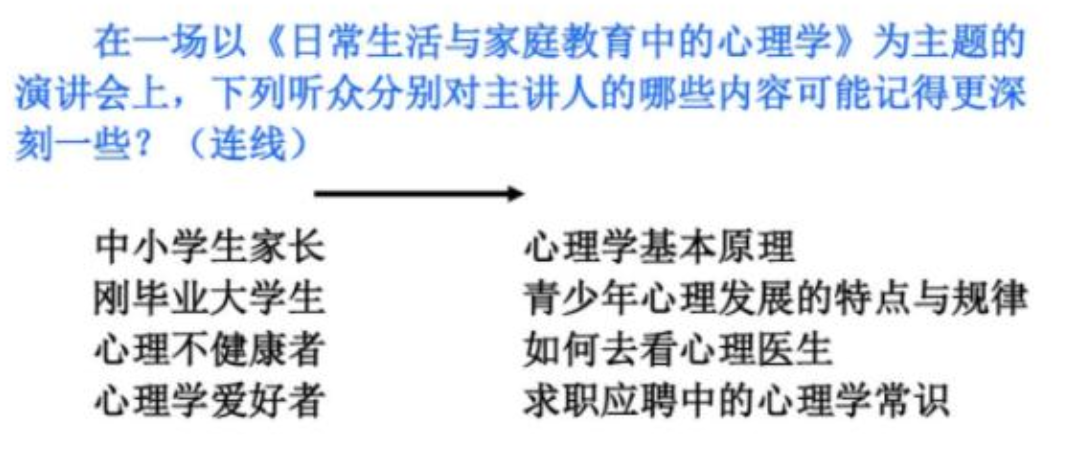 在一场以《日常生活与家庭教育中的心理学》为主题的
演讲会上，下列听众分别对主讲人的哪些内容可能记得更深
刻一些？（连线）
中小学生家长 心理学基本原理
刚毕业大学生 青少年心理发展的特点与规律
心理不健康者 如何去看心理医生
心理学爱好者 求职应聘中的心理学常识